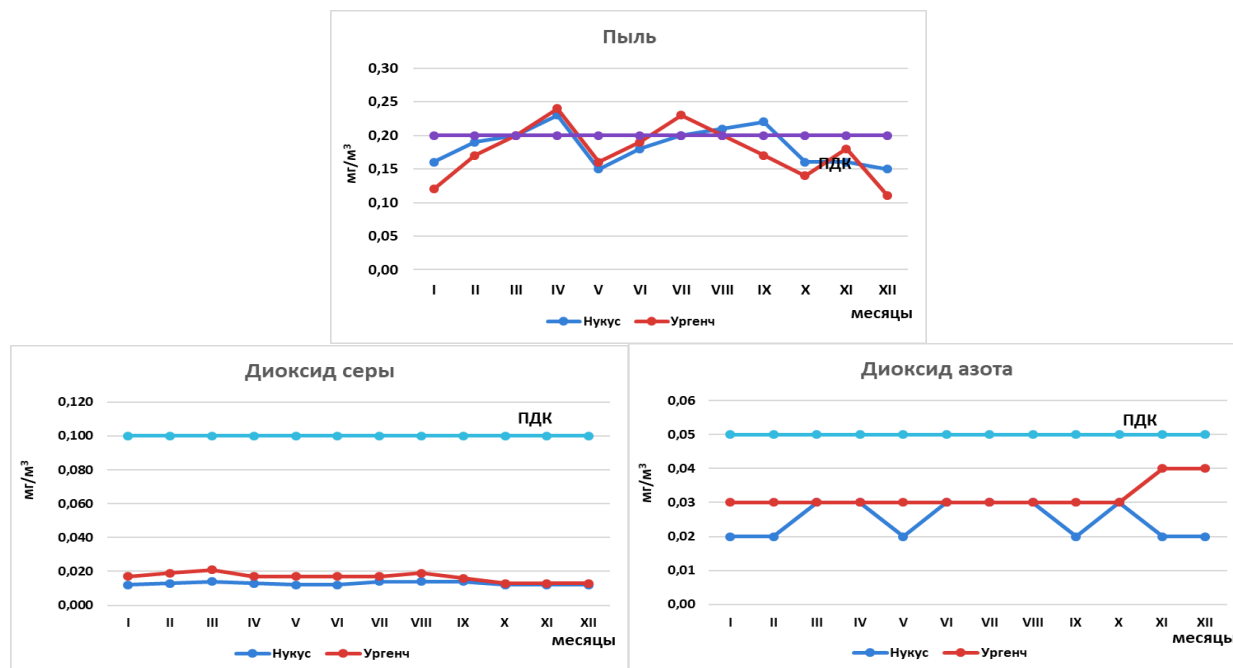 Пыль
мг/м³
0,30
0,25
0,20
0,15
0,10
0,05
0,00
ПДК
I II III IV V VI VII VIII IX X XI XII
месяцы
Нукус Ургенч
Диоксид серы
мг/м³
0,120
0,100
0,080
0,060
0,040
0,020
0,000
ПДК
I II III IV V VI VII VIII IX X XI XII
месяцы
Нукус Ургенч
Диоксид азота
мг/м³
0,06
0,05
0,04
0,03
0,02
0,01
0,00
ПДК
I II III IV V VI VII VIII IX X XI XII
месяцы
Нукус Ургенч